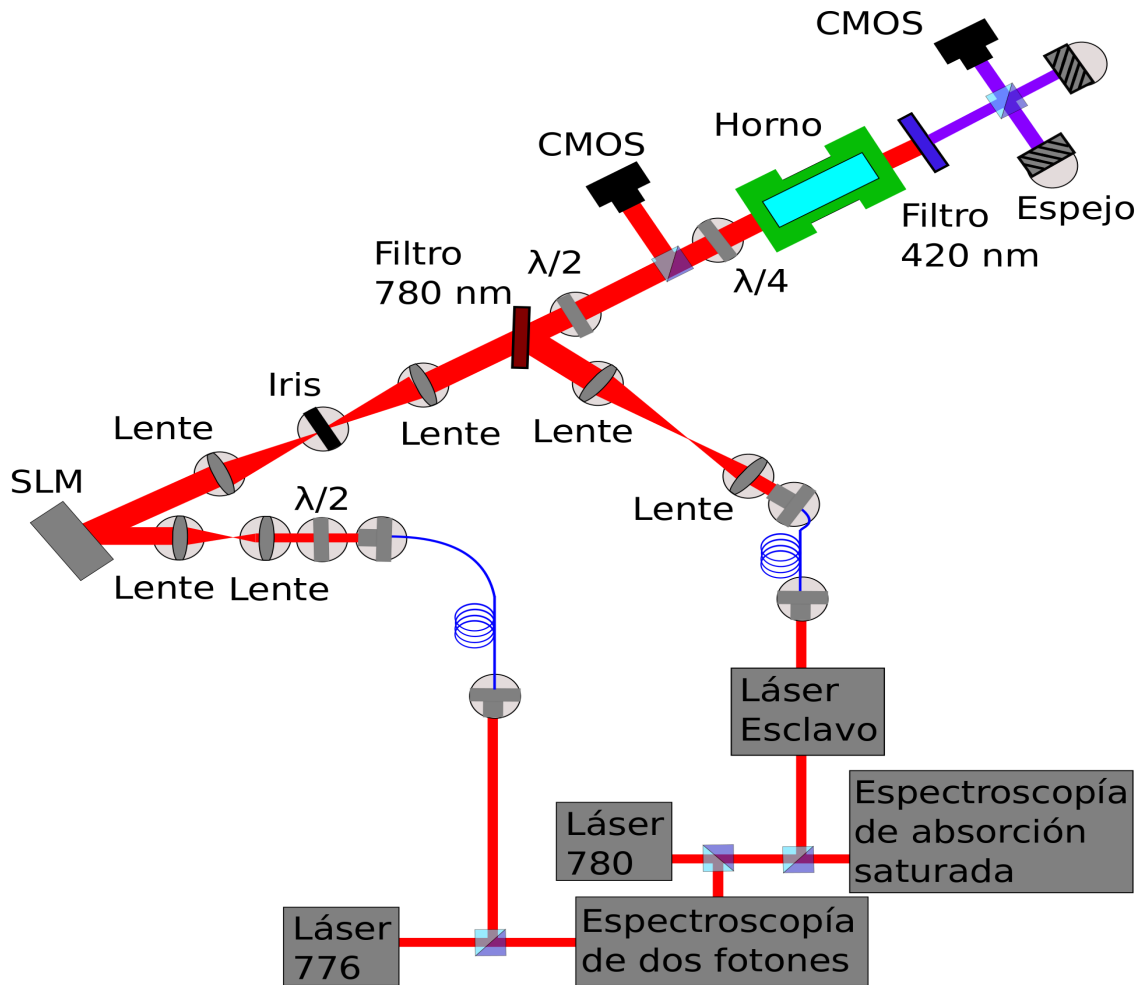 CMOS
Horno
CMOS
Espejo
Filtro
420 nm
Filtro
780 nm
λ/2
λ/4
Iris
Lente
Lente
Lente
SLM
λ/2
Lente
Lente
Lente
Láser
Esclavo
Láser
780
Espectroscopía
de absorción
saturada
Láser
776
Espectroscopía
de dos fotones